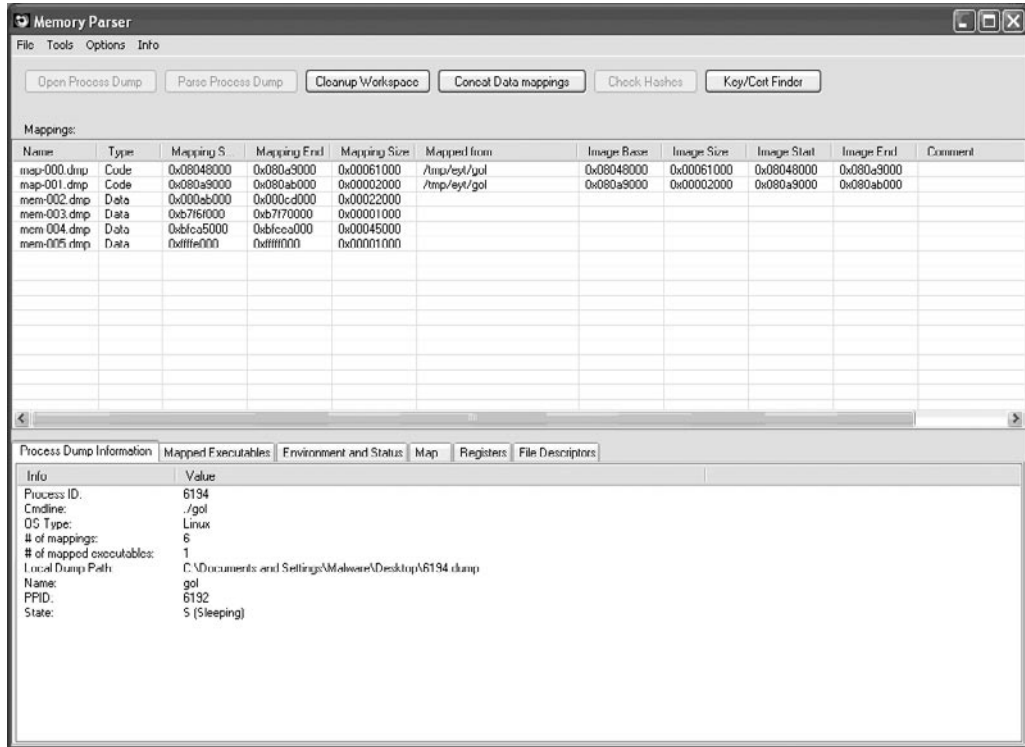 Memory Parser
File Tools Options Info
Open Process Dump Parse Process Dump Cleanup Workspace Concat Data mappings Check Hashes Key/Cert Finder
Mappings:
Name Type Mapping S... Mapping End Mapping Size Mapped from Image Base Image Size Image Start Image End Comment
map-000.dmp Code 0x08048000 0x080a9000 0x00061000 /tmp/eyt/gol 0x08048000 0x00061000 0x08048000 0x080a9000
map-001.dmp Code 0x080a9000 0x080ab000 0x00002000 /tmp/eyt/gol 0x080a9000 0x00002000 0x080a9000 0x080ab000
mem-002.dmp Data 0x000ab000 0x000cd000 0x00022000
mem-003.dmp Data 0xb7f6f000 0xb7f70000 0x00001000
mem-004.dmp Data 0xbfca5000 0xbfcea000 0x00045000
mem-005.dmp Data 0xffffe000 0xfffff000 0x00001000
Process Dump Information Mapped Executables Environment and Status Map Registers File Descriptors
Info Value
Process ID: 6194
Cmdline: ./gol
OS Type: Linux
# of mappings: 6
# of mapped executables: 1
Local Dump Path: C:\Documents and Settings\Malware\Desktop\6194.dump
Name: gol
PPID: 6192
State: S (Sleeping)